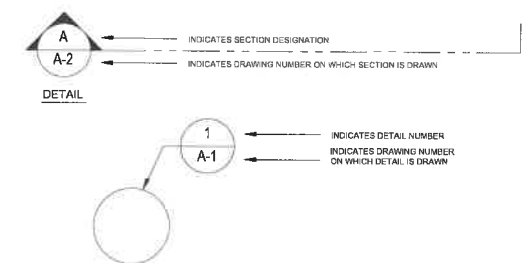 A
INDICATES SECTION DESIGNATION
A-2
INDICATES DRAWING NUMBER ON WHICH SECTION IS DRAWN
DETAIL
1
INDICATES DETAIL NUMBER
A-1
INDICATES DRAWING NUMBER
ON WHICH DETAIL IS DRAWN